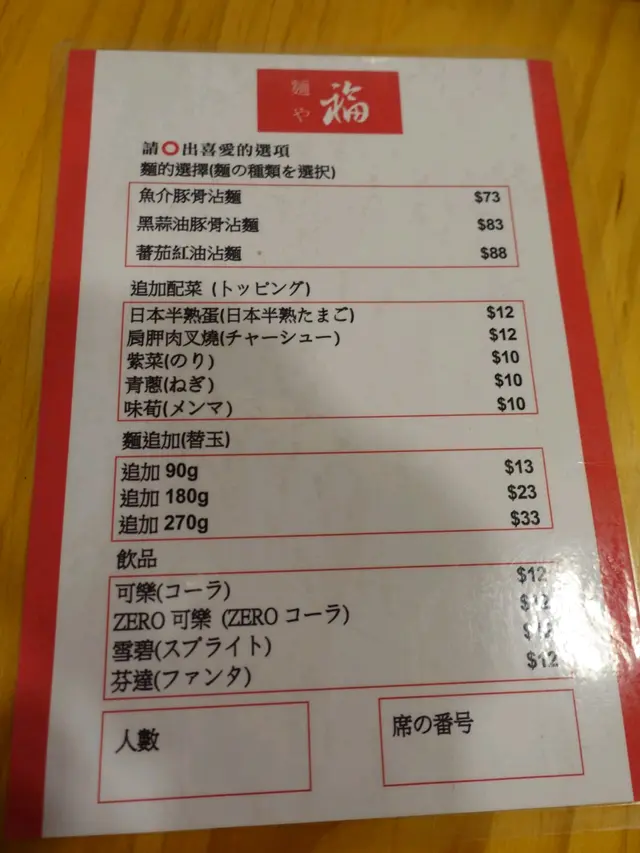 麵や 福
請⭕出喜愛的選項
麵的選擇(麵の種類を選択)
魚介豚骨沾麵 $73
黑蒜油豚骨沾麵 $83
蕃茄紅油沾麵 $88
追加配菜 (トッピング)
日本半熟蛋(日本半熟たまご) $12
肩胛肉叉燒(チャーシュー) $12
紫菜(のり) $10
青蔥(ねぎ) $10
味荀(メンマ) $10
麵追加(替玉)
追加 90g $13
追加 180g $23
追加 270g $33
飲品
可樂(コーラ) $12
ZERO 可樂 (ZERO コーラ) $12
雪碧(スプライト) $12
芬達(ファンタ) $12
人數
席の番号